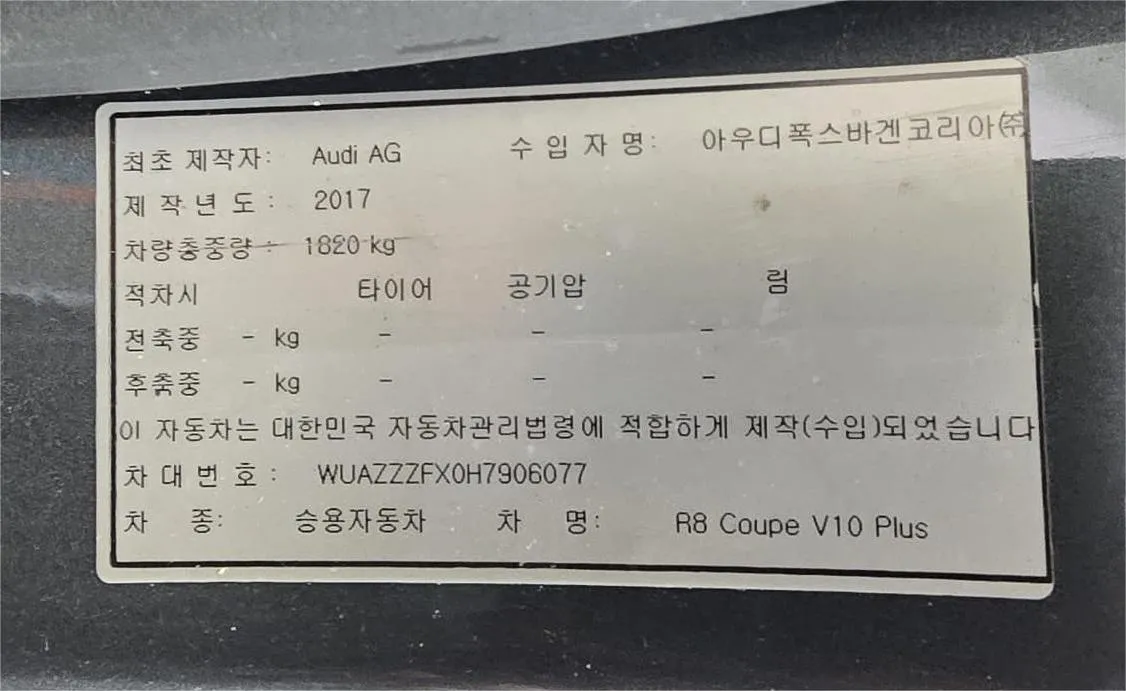 최초 제작자: Audi AG 수 입 자 명: 아우디폭스바겐코리아㈜
제 작 년 도 : 2017
차량총중량 : 1820 kg
적차시 타이어 공기압 림
전축중 - kg - - -
후축중 - kg - - -
이 자동차는 대한민국 자동차관리법령에 적합하게 제작(수입)되었습니다
차 대 번 호 : WUAZZZFX0H7906077
차 종: 승용자동차 차 명: R8 Coupe V10 Plus